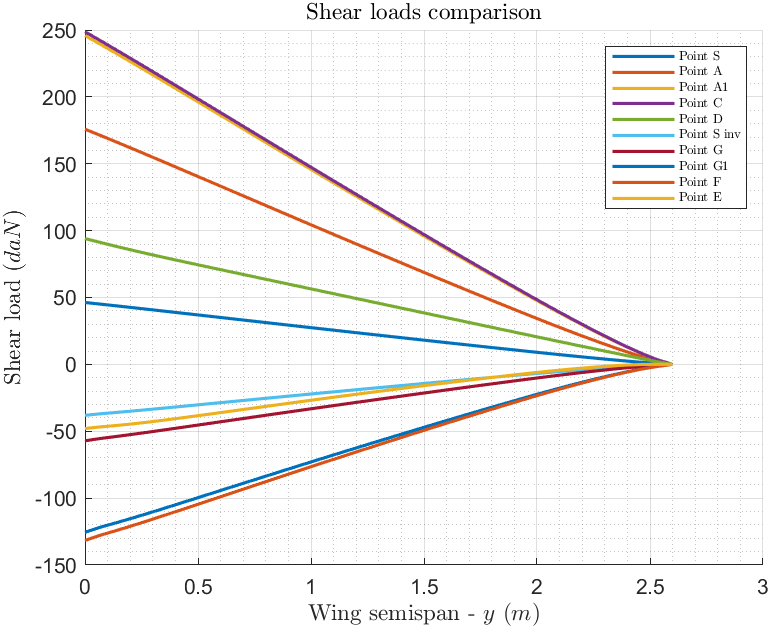 Shear loads comparison
250
200
150
100
50
0
-50
-100
-150
0
0.5
1
1.5
2
2.5
3
Shear load (daN)
Wing semispan - y (m)
Point S
Point A
Point A1
Point C
Point D
Point S inv
Point G
Point G1
Point F
Point E